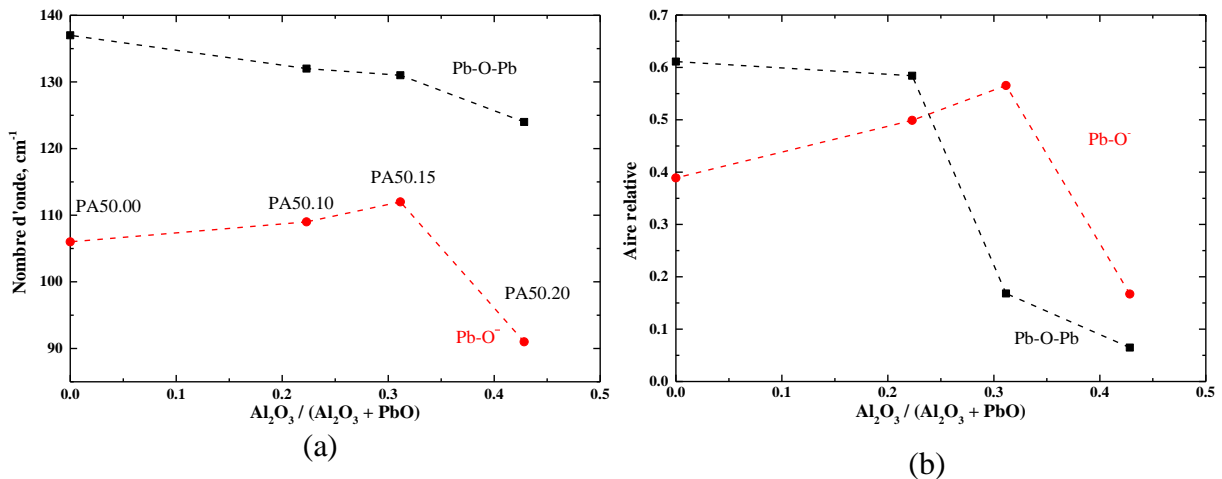 140
130
120
110
100
90
Nombre d'onde, cm⁻¹
Pb-O-Pb
PA50.00
PA50.10
PA50.15
PA50.20
Pb-O⁻
0.0 0.1 0.2 0.3 0.4 0.5
Al₂O₃ / (Al₂O₃ + PbO)
(a)
0.7
0.6
0.5
0.4
0.3
0.2
0.1
0.0
Aire relative
Pb-O⁻
Pb-O-Pb
0.0 0.1 0.2 0.3 0.4 0.5
Al₂O₃ / (Al₂O₃ + PbO)
(b)